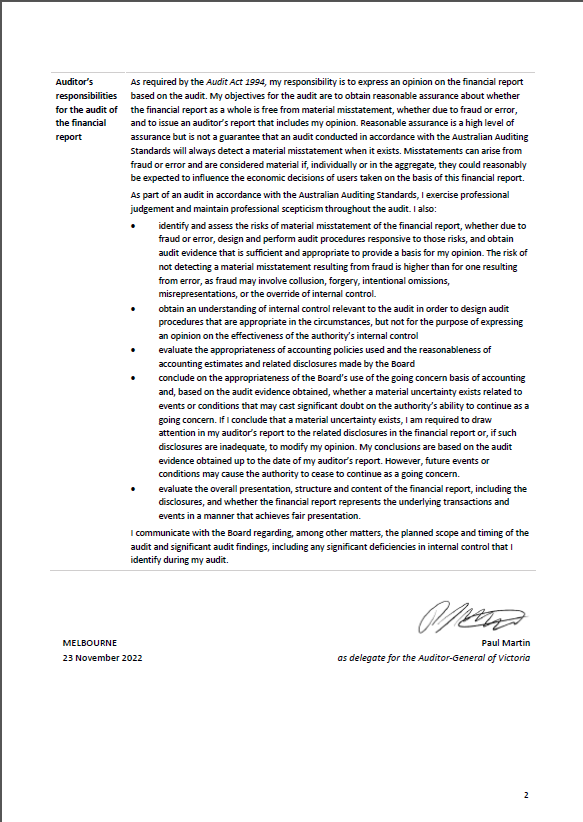 Auditor's
responsibilities
for the audit of
the financial
report
As required by the Audit Act 1994, my responsibility is to express an opinion on the financial report
based on the audit. My objectives for the audit are to obtain reasonable assurance about whether
the financial report as a whole is free from material misstatement, whether due to fraud or error,
and to issue an auditor's report that includes my opinion. Reasonable assurance is a high level of
assurance but is not a guarantee that an audit conducted in accordance with the Australian Auditing
Standards will always detect a material misstatement when it exists. Misstatements can arise from
fraud or error and are considered material if, individually or in the aggregate, they could reasonably
be expected to influence the economic decisions of users taken on the basis of this financial report.
As part of an audit in accordance with the Australian Auditing Standards, I exercise professional
judgement and maintain professional scepticism throughout the audit. I also:
• identify and assess the risks of material misstatement of the financial report, whether due to
fraud or error, design and perform audit procedures responsive to those risks, and obtain
audit evidence that is sufficient and appropriate to provide a basis for my opinion. The risk of
not detecting a material misstatement resulting from fraud is higher than for one resulting
from error, as fraud may involve collusion, forgery, intentional omissions,
misrepresentations, or the override of internal control.
• obtain an understanding of internal control relevant to the audit in order to design audit
procedures that are appropriate in the circumstances, but not for the purpose of expressing
an opinion on the effectiveness of the authority's internal control
• evaluate the appropriateness of accounting policies used and the reasonableness of
accounting estimates and related disclosures made by the Board
• conclude on the appropriateness of the Board's use of the going concern basis of accounting
and, based on the audit evidence obtained, whether a material uncertainty exists related to
events or conditions that may cast significant doubt on the authority's ability to continue as a
going concern. If I conclude that a material uncertainty exists, I am required to draw
attention in my auditor's report to the related disclosures in the financial report or, if such
disclosures are inadequate, to modify my opinion. My conclusions are based on the audit
evidence obtained up to the date of my auditor's report. However, future events or
conditions may cause the authority to cease to continue as a going concern.
• evaluate the overall presentation, structure and content of the financial report, including the
disclosures, and whether the financial report represents the underlying transactions and
events in a manner that achieves fair presentation.
I communicate with the Board regarding, among other matters, the planned scope and timing of the
audit and significant audit findings, including any significant deficiencies in internal control that I
identify during my audit.
MELBOURNE
23 November 2022
Paul Martin
as delegate for the Auditor-General of Victoria
2